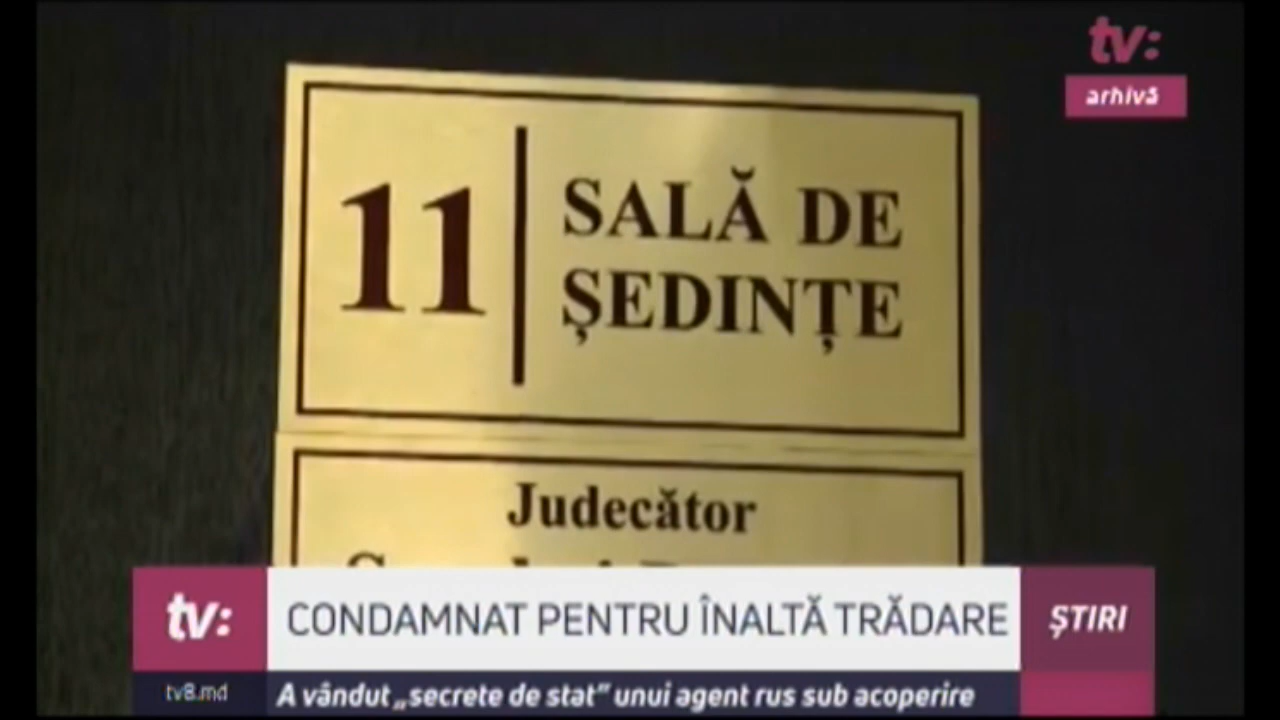 tv:
arhivă
11
SALĂ DE
ȘEDINȚE
Judecător
tv:
CONDAMNAT PENTRU ÎNALTĂ TRĂDARE
ȘTIRI
tv8.md
A vândut „secrete de stat” unui agent rus sub acoperire